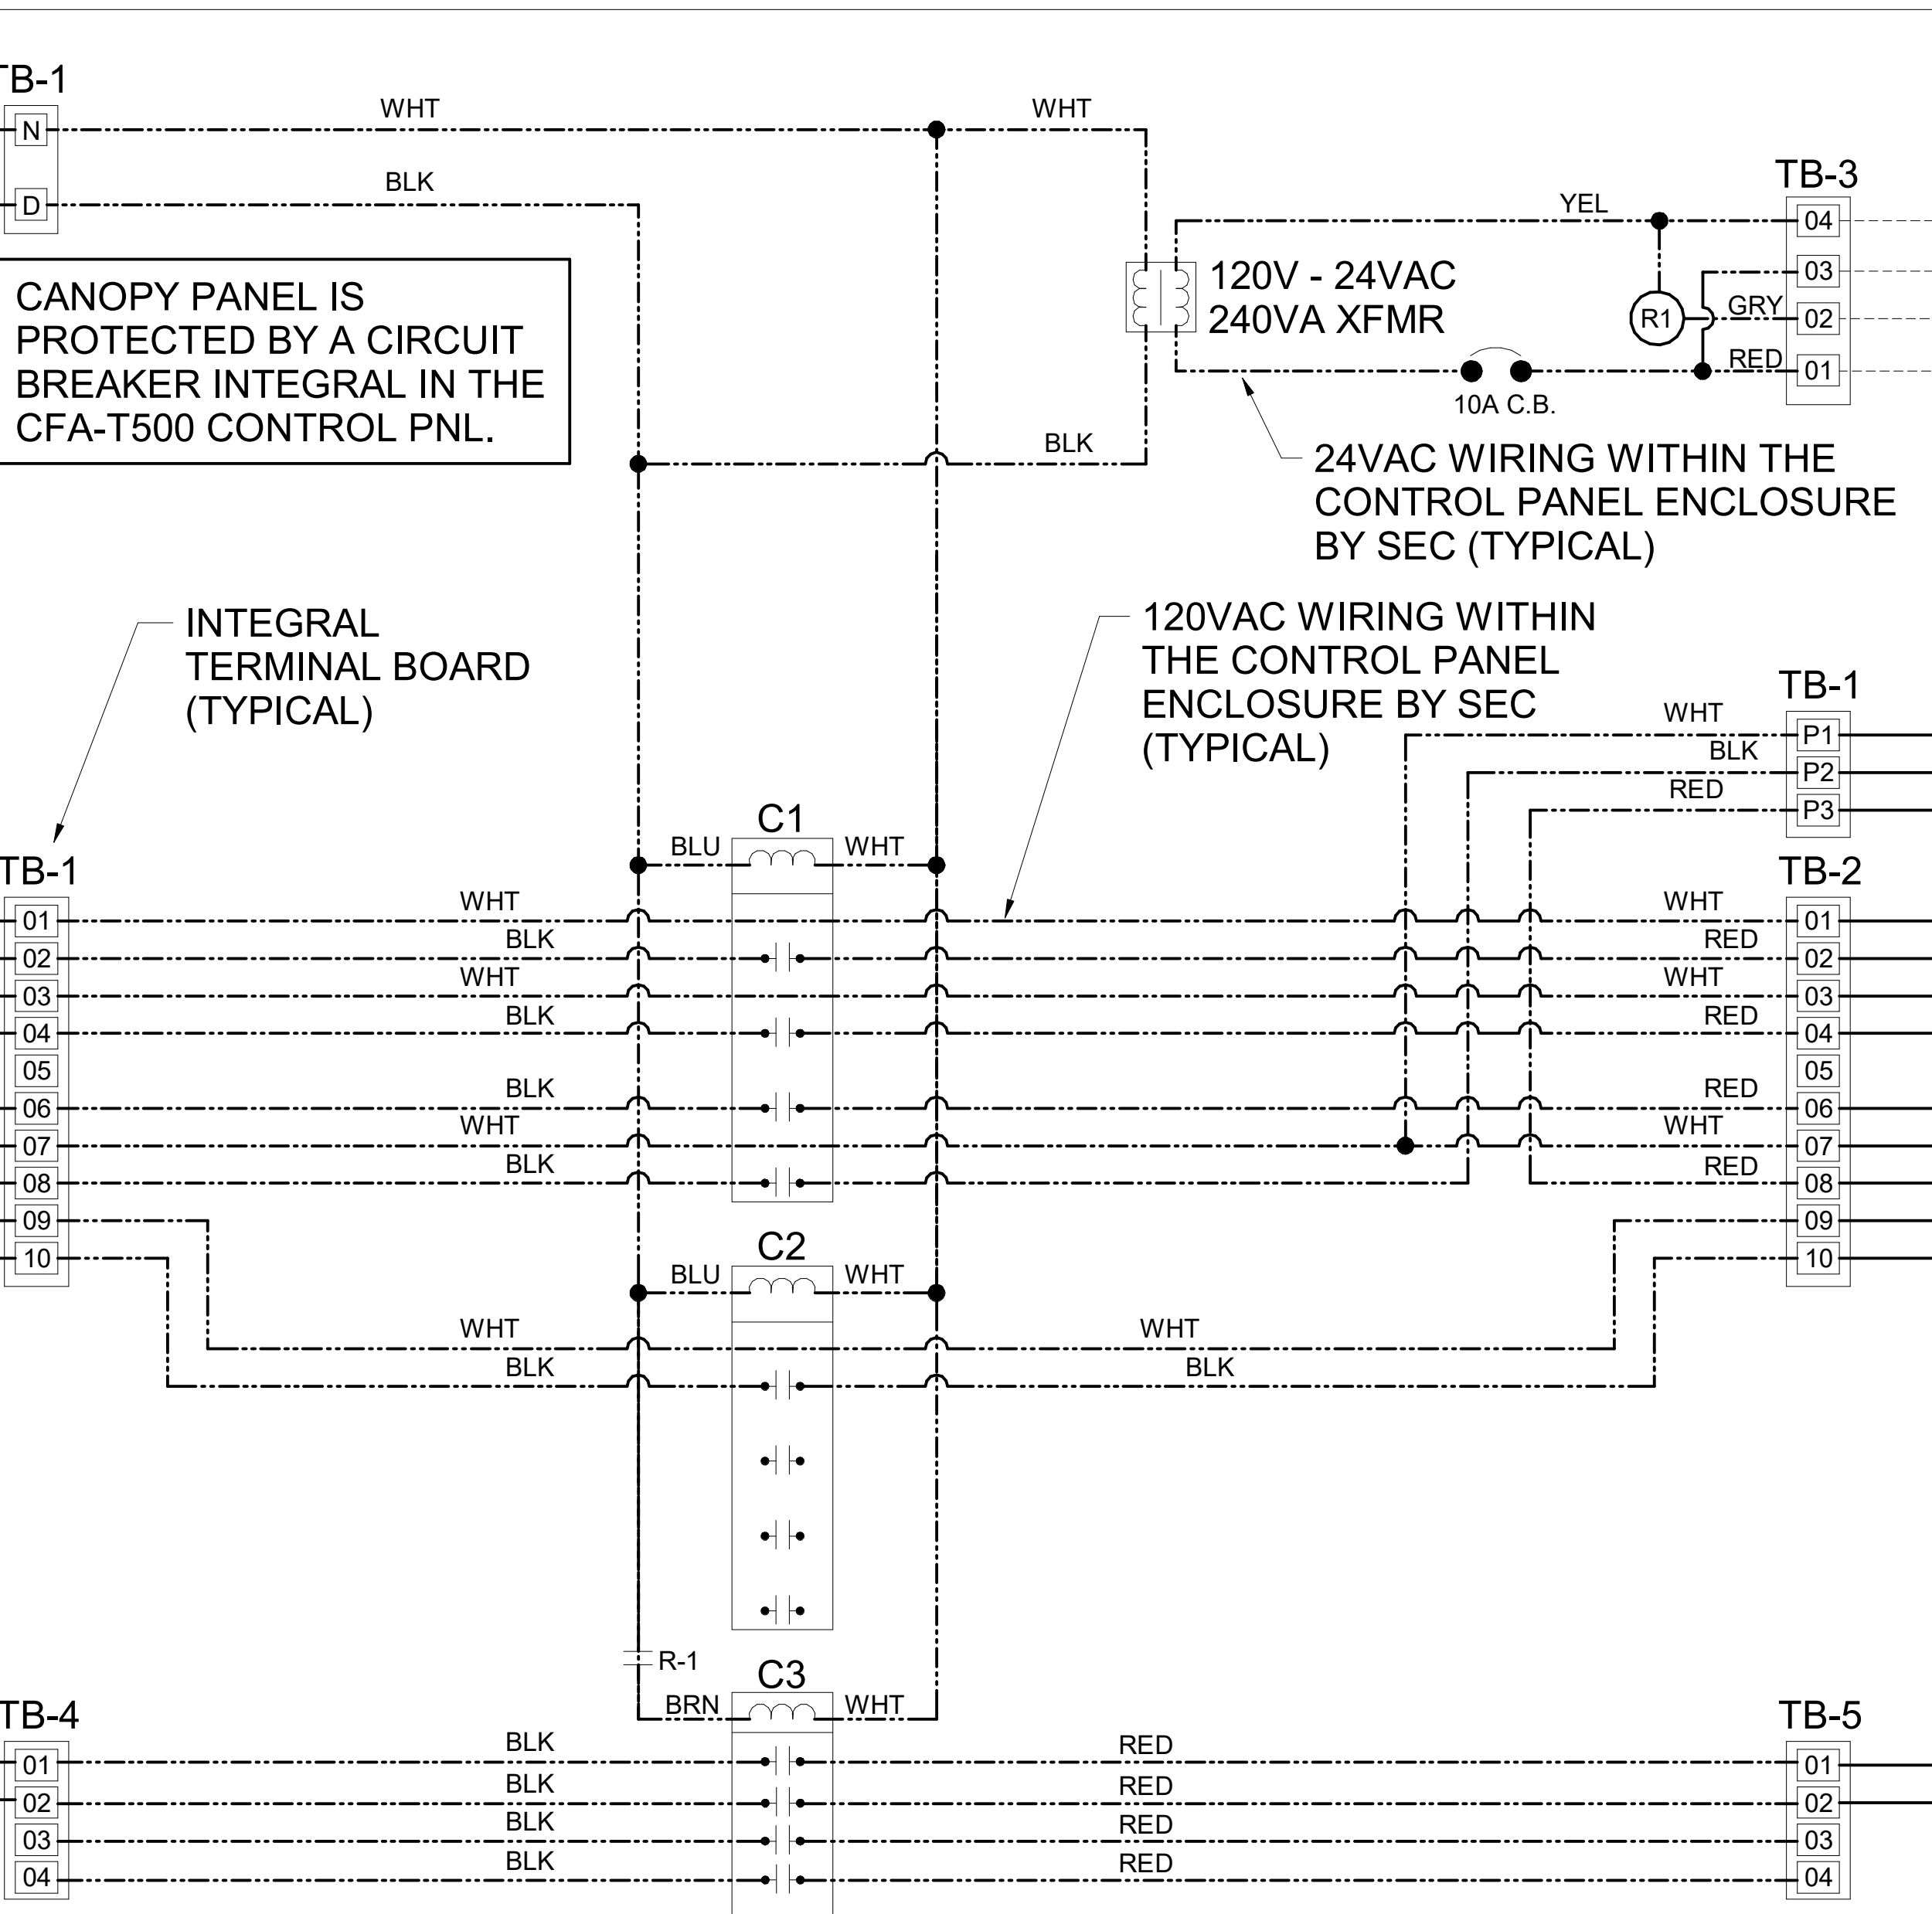 TB-1
WHT
WHT
N
BLK
D
TB-3
YEL
04
03
GRY
02
RED
01
R1
120V - 24VAC
240VA XFMR
10A C.B.
CANOPY PANEL IS
PROTECTED BY A CIRCUIT
BREAKER INTEGRAL IN THE
CFA-T500 CONTROL PNL.
BLK
24VAC WIRING WITHIN THE
CONTROL PANEL ENCLOSURE
BY SEC (TYPICAL)
INTEGRAL
TERMINAL BOARD
(TYPICAL)
120VAC WIRING WITHIN
THE CONTROL PANEL
ENCLOSURE BY SEC
(TYPICAL)
TB-1
WHT
P1
BLK
P2
RED
P3
C1
BLU
WHT
TB-1
TB-2
01
WHT
WHT
01
02
BLK
RED
02
03
WHT
WHT
03
04
BLK
RED
04
05
05
06
BLK
RED
06
07
WHT
WHT
07
08
BLK
RED
08
09
09
10
10
C2
BLU
WHT
WHT
WHT
BLK
BLK
R-1
C3
BRN
WHT
TB-4
TB-5
01
BLK
RED
01
02
BLK
RED
02
03
BLK
RED
03
04
BLK
RED
04